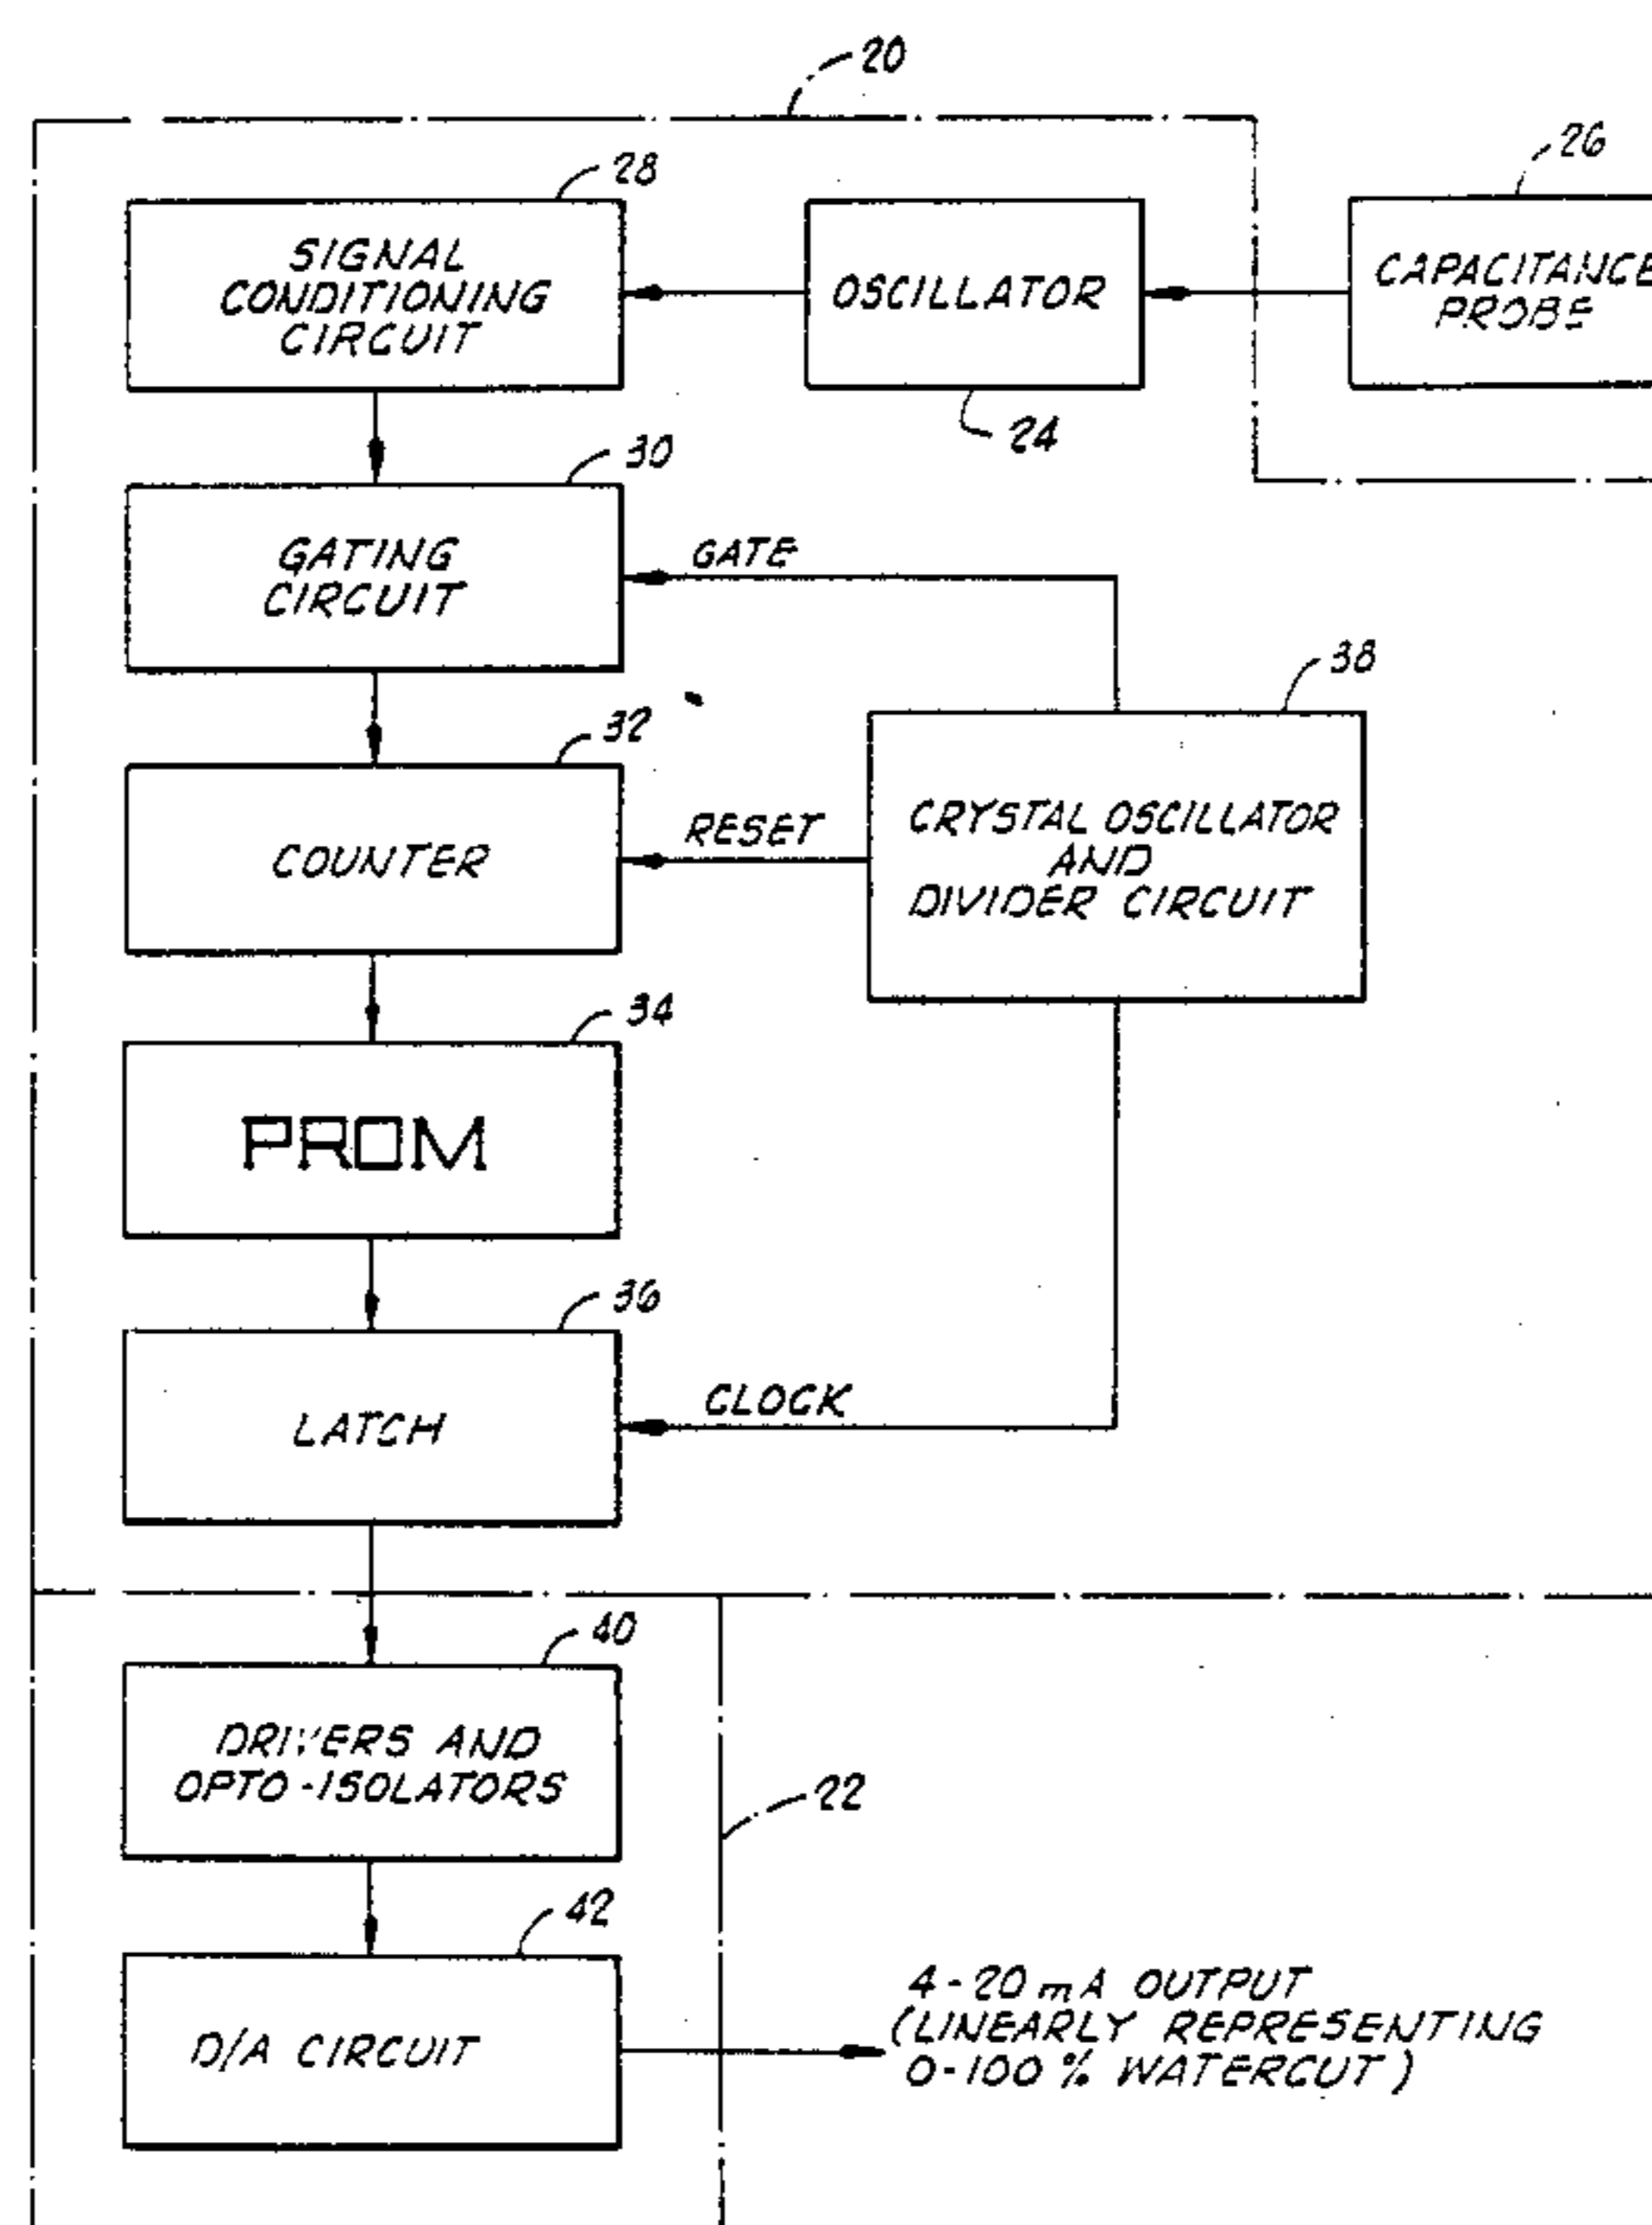 20
26
28
SIGNAL
CONDITIONING
CIRCUIT
OSCILLATOR
CAPACITANCE
PROBE
24
30
GATING
CIRCUIT
GATE
38
32
COUNTER
RESET
CRYSTAL OSCILLATOR
AND
DIVIDER CIRCUIT
34
PROM
36
LATCH
CLOCK
40
DRIVERS AND
OPTO-ISOLATORS
22
42
D/A CIRCUIT
4-20 mA OUTPUT
(LINEARLY REPRESENTING
0-100% WATERCUT)